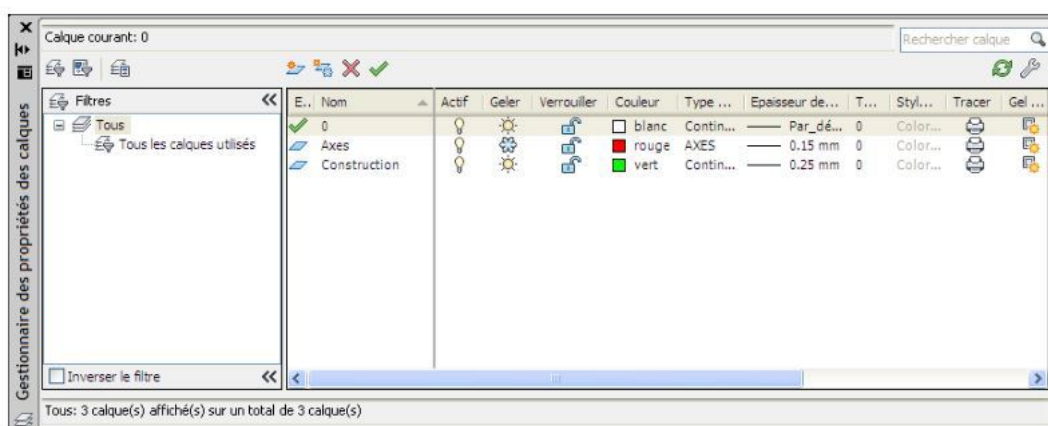 Calque courant: 0
Rechercher calque
Gestionnaire des propriétés des calques
Filtres
Tous
Tous les calques utilisés
Inverser le filtre
E.. Nom Actif Geler Verrouiller Couleur Type ... Epaisseur de... T... Styl... Tracer Gel ...
0 blanc Contin... Par_dé... 0 Color...
Axes rouge AXES 0.15 mm 0 Color...
Construction vert Contin... 0.25 mm 0 Color...
Tous: 3 calque(s) affiché(s) sur un total de 3 calque(s)